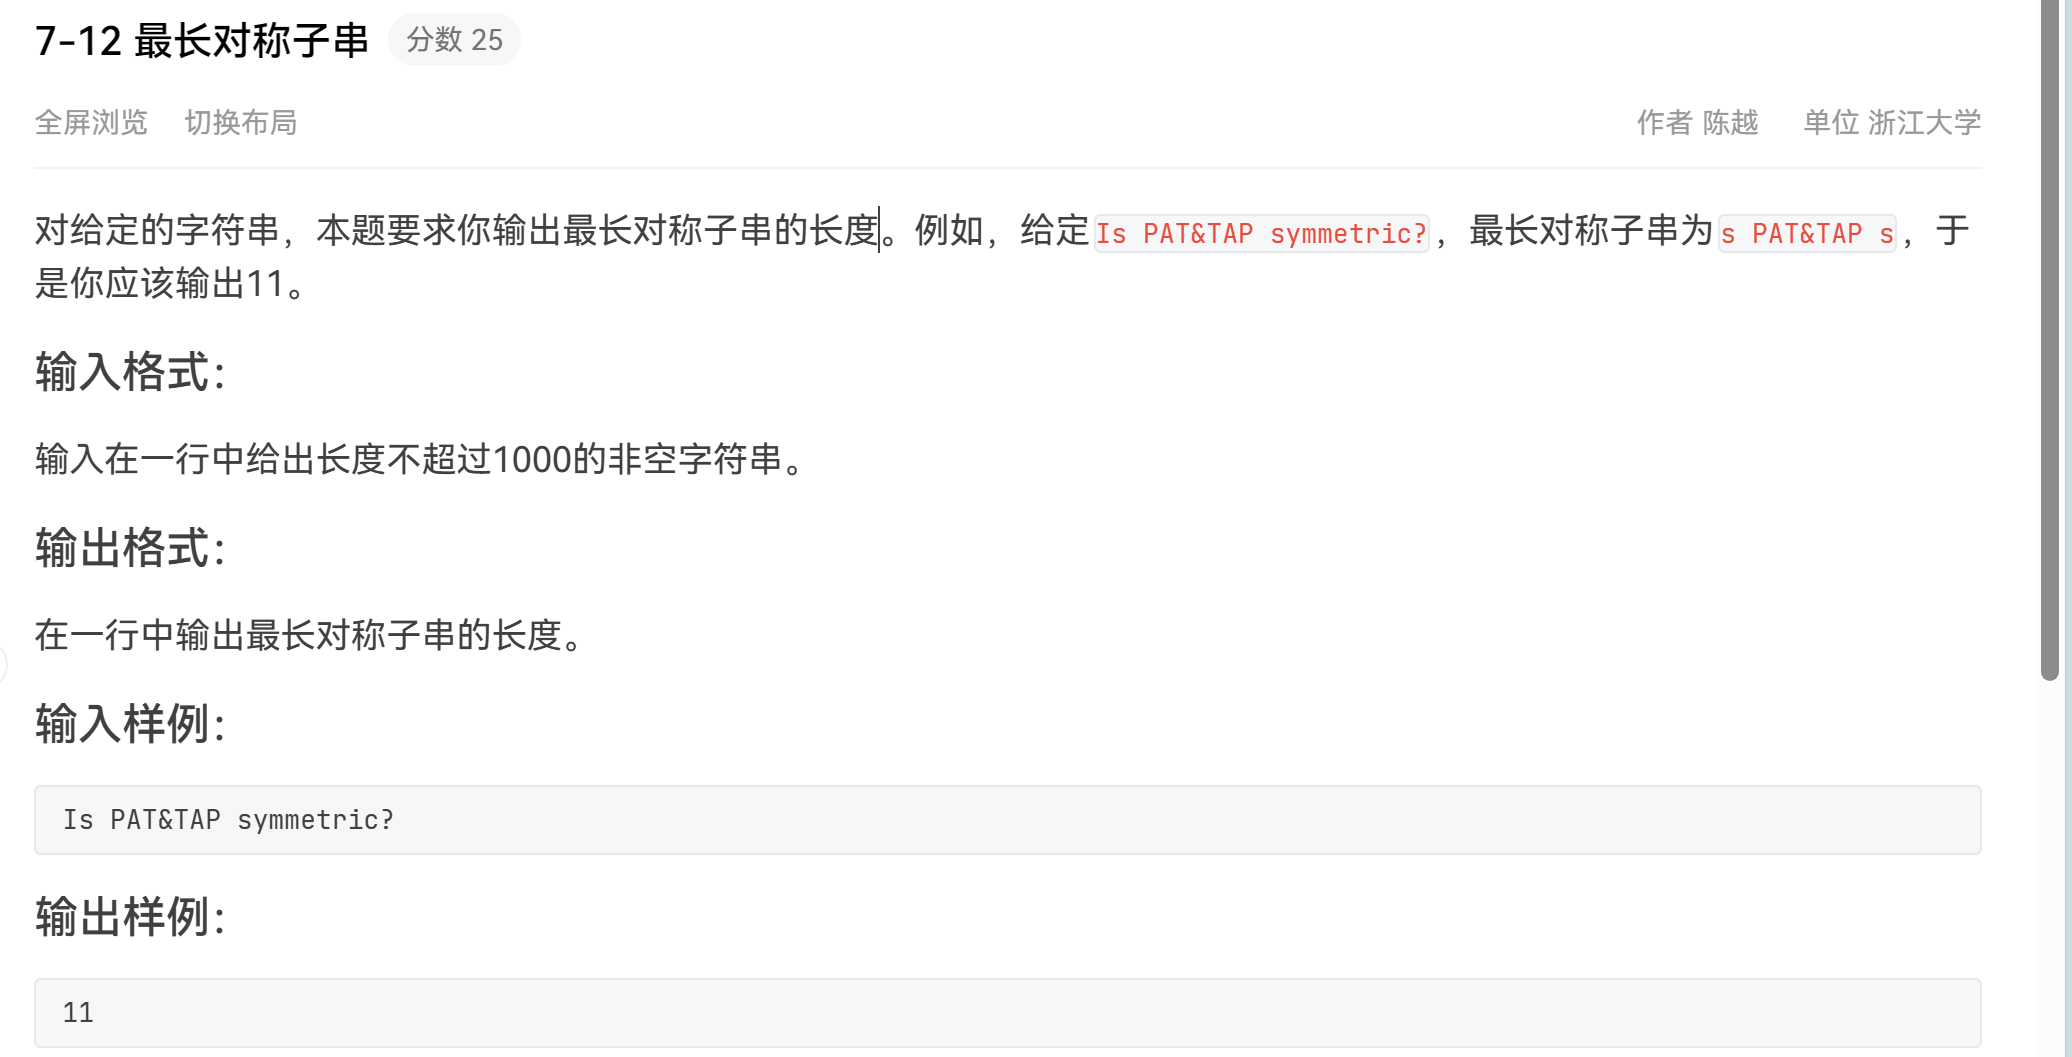 7-12 最长对称子串 分数 25
全屏浏览 切换布局 作者 陈越 单位 浙江大学
对给定的字符串，本题要求你输出最长对称子串的长度。例如，给定Is PAT&TAP symmetric?，最长对称子串为s PAT&TAP s，于
是你应该输出11。
输入格式：
输入在一行中给出长度不超过1000的非空字符串。
输出格式：
在一行中输出最长对称子串的长度。
输入样例：
Is PAT&TAP symmetric?
输出样例：
11